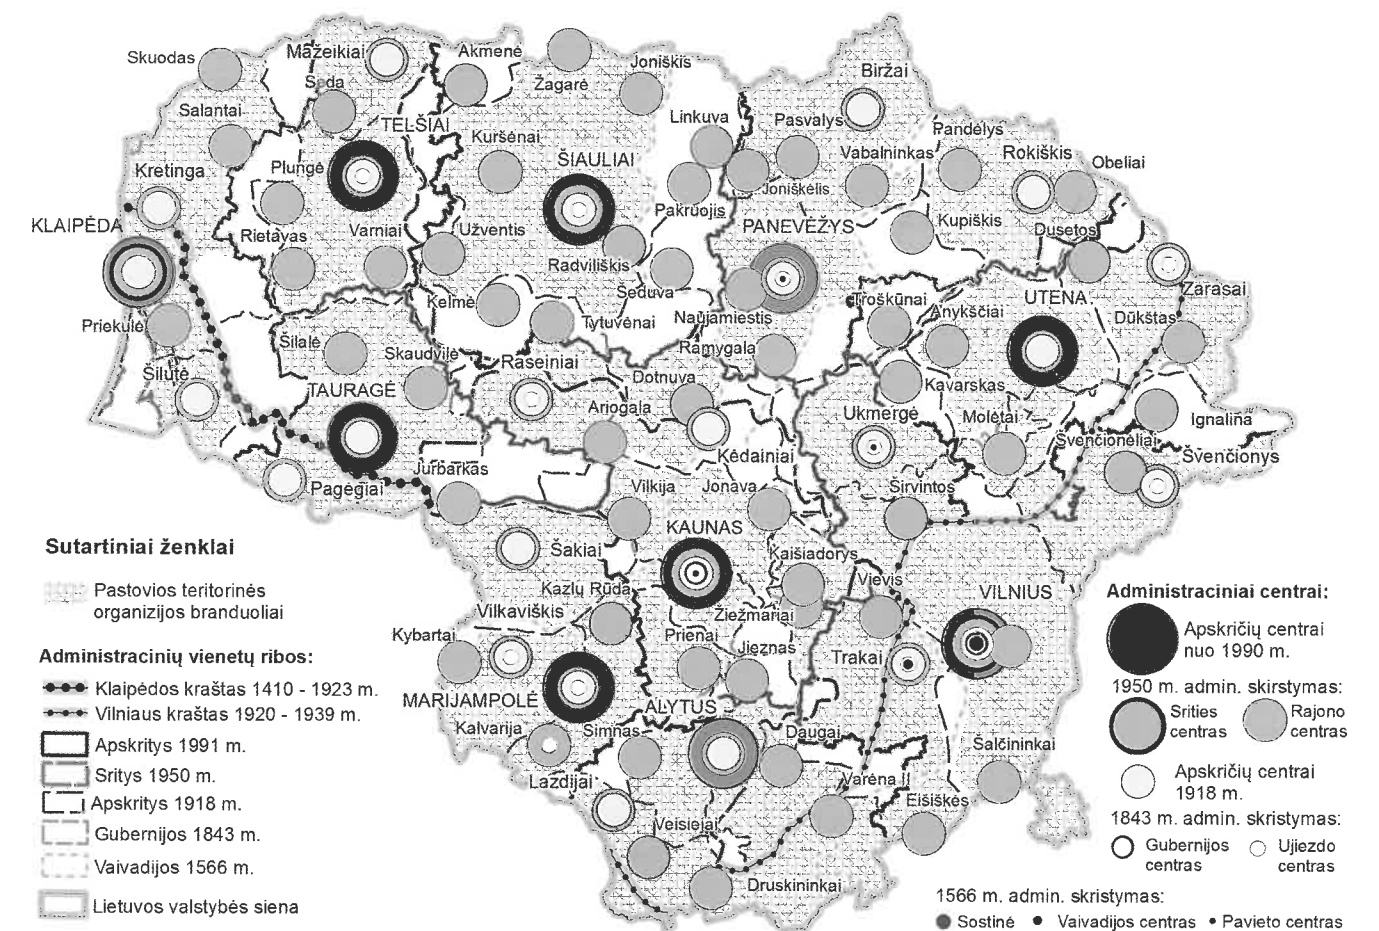 Skuodas
Mažeikiai
Akmenė
Žagarė
Joniškis
Biržai
Seda
Salantai
TELŠIAI
Kuršėnai
Linkuva
Pasvalys
Pandėlys
Vabalninkas
Rokiškis
Obeliai
Kretinga
Plungė
ŠIAULIAI
Joniškėlis
Pakruojis
KLAIPĖDA
Rietavas
Varniai
Užventis
PANEVĖŽYS
Kupiškis
Dusetos
Radviliškis
Šeduva
Zarasai
Kelmė
Tytuvėnai
Naujamiestis
Troškūnai
Anykščiai
UTENA
Dūkštas
Priekulė
Šilalė
Skaudvilė
Raseiniai
Ramygala
Šilutė
TAURAGĖ
Dotnuva
Kavarskas
Ariogala
Ukmergė
Molėtai
Ignalina
Švenčionėliai
Kėdainiai
Švenčionys
Pagėgiai
Jurbarkas
Vilkija
Jonava
Širvintos
KAUNAS
Šakiai
Kaišiadorys
Kazlų Rūda
Vievis
VILNIUS
Vilkaviškis
Žiežmariai
Kybartai
Prienai
Jieznas
Trakai
MARIJAMPOLĖ
ALYTUS
Kalvarija
Simnas
Daugai
Šalčininkai
Lazdijai
Varėna II
Eišiškės
Veisiejai
Druskininkai
Sutartiniai ženklai
Pastovios teritorinės
organizijos branduoliai
Administracinių vienetų ribos:
Klaipėdos kraštas 1410 - 1923 m.
Vilniaus kraštas 1920 - 1939 m.
Apskritys 1991 m.
Sritys 1950 m.
Apskritys 1918 m.
Gubernijos 1843 m.
Vaivadijos 1566 m.
Lietuvos valstybės siena
Administraciniai centrai:
Apskričių centrai
nuo 1990 m.
1950 m. admin. skirstymas:
Srities
centras
Rajono
centras
Apskričių centrai
1918 m.
1843 m. admin. skirstymas:
Gubernijos
centras
Ujiezdo
centras
1566 m. admin. skristymas:
Sostinė
Vaivadijos centras
Pavieto centras